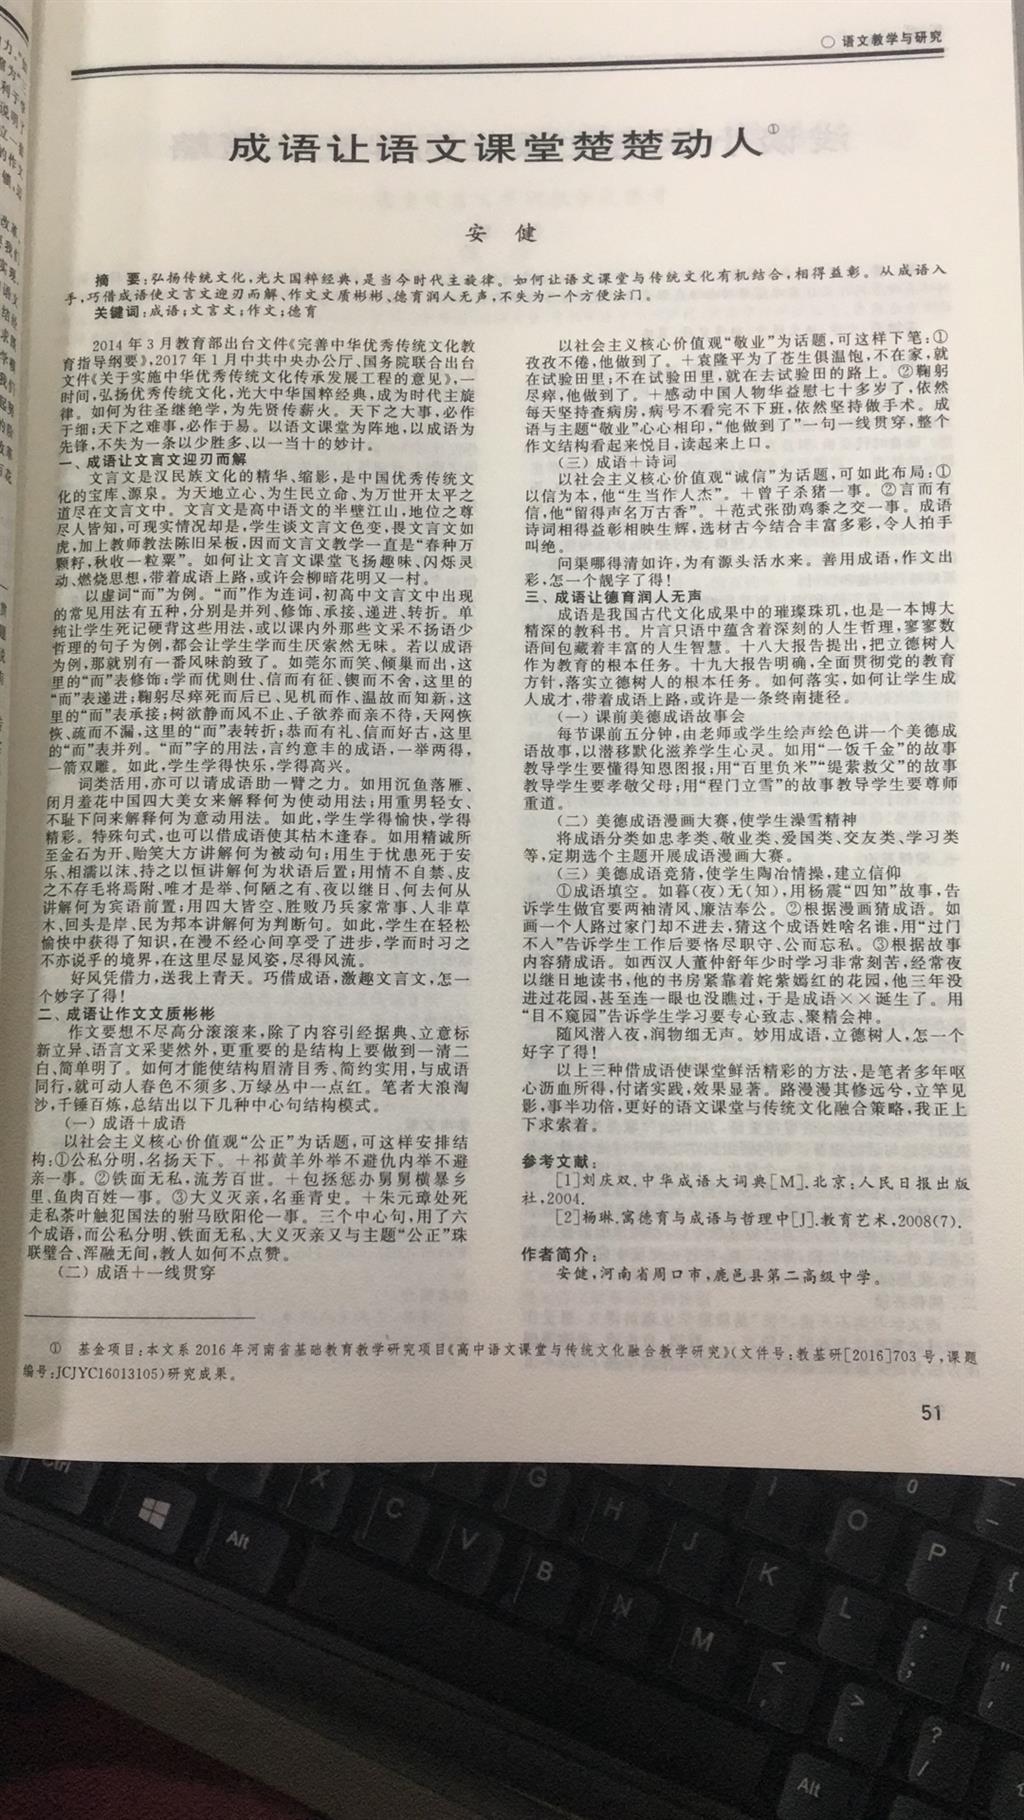 ○ 语文教学与研究
成语让语文课堂楚楚动人①
安 健
摘 要:弘扬传统文化,光大国粹经典,是当今时代主旋律。如何让语文课堂与传统文化有机结合,相得益彰。从成语入
手,巧借成语使文言文迎刃而解、作文文质彬彬、德育润人无声,不失为一个方便法门。
关键词:成语;文言文;作文;德育
2014年3月教育部出台文件《完善中华优秀传统文化教
育指导纲要》,2017年1月中共中央办公厅、国务院联合出台
文件《关于实施中华优秀传统文化传承发展工程的意见》,一
时间,弘扬优秀传统文化,光大中华国粹经典,成为时代主旋
律。如何为往圣继绝学,为先贤传薪火。天下之大事,必作
于细;天下之难事,必作于易。以语文课堂为阵地,以成语为
先锋,不失为一条以少胜多、以一当十的妙计。
一、成语让文言文迎刃而解
文言文是汉民族文化的精华、缩影,是中国优秀传统文
化的宝库、源泉。为天地立心、为生民立命、为万世开太平之
道尽在文言文中。文言文是高中语文的半壁江山,地位之尊
尽人皆知,可现实情况却是,学生谈文言文色变,畏文言文如
虎,加上教师教法陈旧呆板,因而文言文教学一直是“春种万
颗籽,秋收一粒粟”。如何让文言文课堂飞扬趣味、闪烁灵
动、燃烧思想,带着成语上路,或许会柳暗花明又一村。
以虚词“而”为例。“而”作为连词,初高中文言文中出现
的常见用法有五种,分别是并列、修饰、承接、递进、转折。单
纯让学生死记硬背这些用法,或以课内外那些文采不扬语少
哲理的句子为例,都会让学生学而生厌索然无味。若以成语
为例,那就别有一番风味韵致了。如莞尔而笑、倾巢而出,这
里的“而”表修饰;学而优则仕、信而有征、锲而不舍,这里的
“而”表递进;鞠躬尽瘁死而后已、见机而作、温故而知新,这
里的“而”表承接;树欲静而风不止、子欲养而亲不待,天网恢
恢、疏而不漏,这里的“而”表转折;恭而有礼、信而好古,这里
的“而”表并列。“而”字的用法,言约意丰的成语,一举两得,
一箭双雕。如此,学生学得快乐,学得高兴。
词类活用,亦可以请成语助一臂之力。如用沉鱼落雁、
闭月羞花中国四大美女来解释何为使动用法;用重男轻女、
不耻下问来解释何为意动用法。如此,学生学得愉快,学得
精彩。特殊句式,也可以借成语使其枯木逢春。如用精诚所
至金石为开、贻笑大方讲解何为被动句;用生于忧患死于安
乐、相濡以沫、持之以恒讲解何为状语后置;用情不自禁、皮
之不存毛将焉附、唯才是举、何陋之有、夜以继日、何去何从
讲解何为宾语前置;用四大皆空、胜败乃兵家常事、人非草
木、回头是岸、民为邦本讲解何为判断句。如此,学生在轻松
愉快中获得了知识,在漫不经心间享受了进步,学而时习之
不亦说乎的境界,在这里尽显风姿,尽得风流。
好风凭借力,送我上青天。巧借成语,激趣文言文,怎一
个妙字了得!
二、成语让作文文质彬彬
作文要想不尽高分滚滚来,除了内容引经据典、立意标
新立异、语言文采斐然外,更重要的是结构上要做到一清二
白、简单明了。如何才能使结构眉清目秀、简约实用,与成语
同行,就可动人春色不须多、万绿丛中一点红。笔者大浪淘
沙,千锤百炼,总结出以下几种中心句结构模式。
(一)成语+成语
以社会主义核心价值观“公正”为话题,可这样安排结
构:①公私分明,名扬天下。+祁黄羊外举不避仇内举不避
亲一事。②铁面无私,流芳百世。+包拯惩办舅舅横暴乡
里、鱼肉百姓一事。③大义灭亲,名垂青史。+朱元璋处死
走私茶叶触犯国法的驸马欧阳伦一事。三个中心句,用了六
个成语,而公私分明、铁面无私、大义灭亲又与主题“公正”珠
联璧合、浑融无间,教人如何不点赞。
(二)成语+一线贯穿
以社会主义核心价值观“敬业”为话题,可这样下笔:①
孜孜不倦,他做到了。+袁隆平为了苍生俱温饱,不在家,就
在试验田里;不在试验田里,就在去试验田的路上。②鞠躬
尽瘁,他做到了。+感动中国人物华益慰七十多岁了,依然
每天坚持查病房,病号不看完不下班,依然坚持做手术。成
语与主题“敬业”心心相印,“他做到了”一句一线贯穿,整个
作文结构看起来悦目,读起来上口。
(三)成语+诗词
以社会主义核心价值观“诚信”为话题,可如此布局:①
以信为本,他“生当作人杰”。+曾子杀猪一事。②言而有
信,他“留得声名万古香”。+范式张劭鸡黍之交一事。成语
诗词相得益彰相映生辉,选材古今结合丰富多彩,令人拍手
叫绝。
问渠哪得清如许,为有源头活水来。善用成语,作文出
彩,怎一个靓字了得!
三、成语让德育润人无声
成语是我国古代文化成果中的璀璨珠玑,也是一本博大
精深的教科书。片言只语中蕴含着深刻的人生哲理,寥寥数
语间包藏着丰富的人生智慧。十八大报告提出,把立德树人
作为教育的根本任务。十九大报告明确,全面贯彻党的教育
方针,落实立德树人的根本任务。如何落实,如何让学生成
人成才,带着成语上路,或许是一条终南捷径。
(一)课前美德成语故事会
每节课前五分钟,由老师或学生绘声绘色讲一个美德成
语故事,以潜移默化滋养学生心灵。如用“一饭千金”的故事
教导学生要懂得知恩图报;用“百里负米”“缇萦救父”的故事
教导学生要孝敬父母;用“程门立雪”的故事教导学生要尊师
重道。
(二)美德成语漫画大赛,使学生澡雪精神
将成语分类如忠孝类、敬业类、爱国类、交友类、学习类
等,定期选个主题开展成语漫画大赛。
(三)美德成语竞猜,使学生陶冶情操,建立信仰
①成语填空。如暮(夜)无(知),用杨震“四知”故事,告
诉学生做官要两袖清风、廉洁奉公。②根据漫画猜成语。如
画一个人路过家门却不进去,猜这个成语姓啥名谁,用“过门
不入”告诉学生工作后要恪尽职守、公而忘私。③根据故事
内容猜成语。如西汉人董仲舒年少时学习非常刻苦,经常夜
以继日地读书,他的书房紧靠着姹紫嫣红的花园,他三年没
进过花园,甚至连一眼也没瞧过,于是成语××诞生了。用
“目不窥园”告诉学生学习要专心致志、聚精会神。
随风潜入夜,润物细无声。妙用成语,立德树人,怎一个
好字了得!
以上三种借成语使课堂鲜活精彩的方法,是笔者多年呕
心沥血所得,付诸实践,效果显著。路漫漫其修远兮,立竿见
影,事半功倍,更好的语文课堂与传统文化融合策略,我正上
下求索着。
参考文献:
[1]刘庆双.中华成语大词典[M].北京:人民日报出版
社,2004.
[2]杨琳.寓德育与成语与哲理中[J].教育艺术,2008(7).
作者简介:
安健,河南省周口市,鹿邑县第二高级中学。
① 基金项目:本文系2016年河南省基础教育教学研究项目《高中语文课堂与传统文化融合教学研究》(文件号:教基研[2016]703号,课题
编号:JCJYC16013105)研究成果。
51
Ctrl
Alt
X
C
V
B
N
M
G
H
J
K
L
O
P
Alt